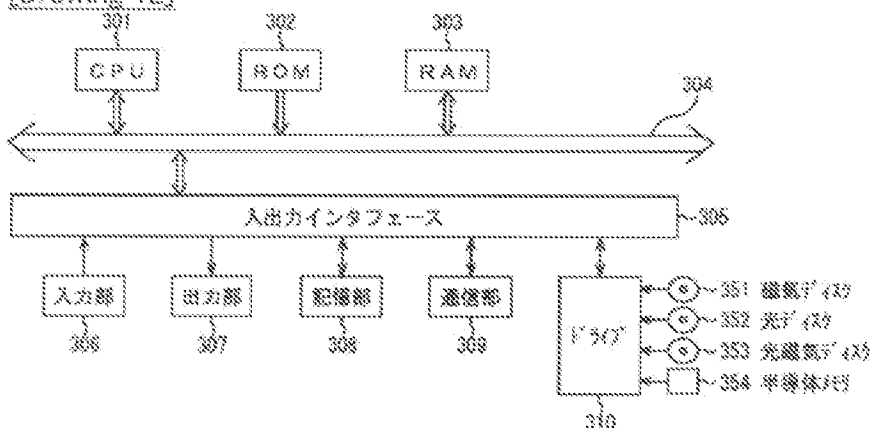 301 302 303
CPU ROM RAM
304
入出力インタフェース 305
入力部 出力部 記憶部 通信部 ドライブ
306 307 308 309 310
351 磁気ディスク
352 光ディスク
353 光磁気ディスク
354 半導体メモリ